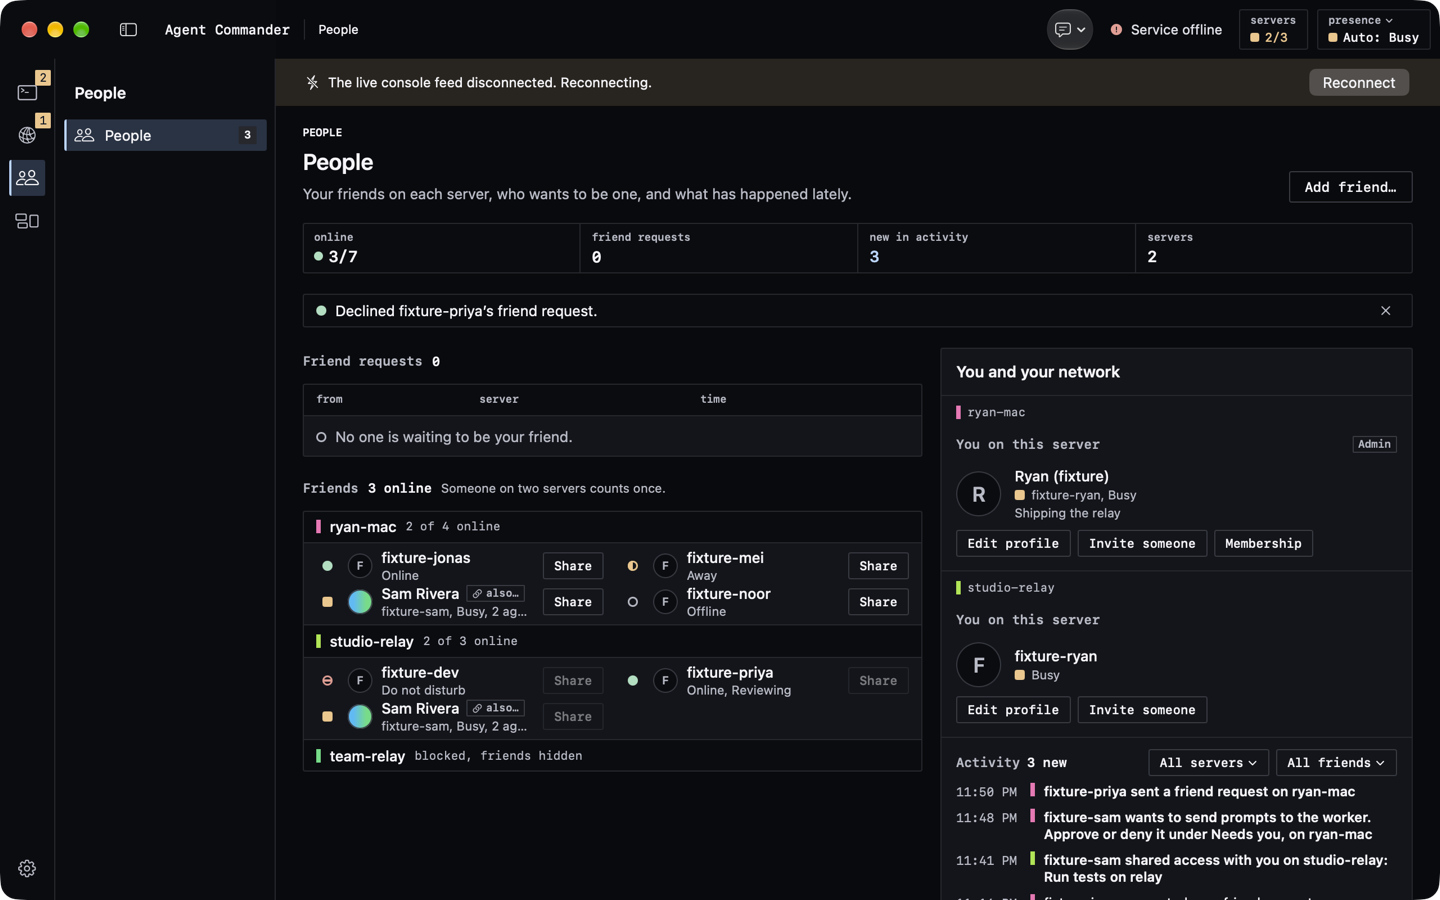 Agent Commander
People
Service offline
servers
2/3
presence
Auto: Busy
2
1
People
People 3
The live console feed disconnected. Reconnecting.
Reconnect
PEOPLE
People
Your friends on each server, who wants to be one, and what has happened lately.
Add friend…
online
3/7
friend requests
0
new in activity
3
servers
2
Declined fixture-priya’s friend request.
Friend requests 0
from server time
No one is waiting to be your friend.
Friends 3 online Someone on two servers counts once.
ryan-mac 2 of 4 online
F
fixture-jonas
Online
Share
F
fixture-mei
Away
Share
Sam Rivera also…
fixture-sam, Busy, 2 ag…
Share
F
fixture-noor
Offline
Share
studio-relay 2 of 3 online
F
fixture-dev
Do not disturb
Share
F
fixture-priya
Online, Reviewing
Share
Sam Rivera also…
fixture-sam, Busy, 2 ag…
Share
team-relay blocked, friends hidden
You and your network
ryan-mac
You on this server Admin
R
Ryan (fixture)
fixture-ryan, Busy
Shipping the relay
Edit profile Invite someone Membership
studio-relay
You on this server
F
fixture-ryan
Busy
Edit profile Invite someone
Activity 3 new All servers All friends
11:50 PM fixture-priya sent a friend request on ryan-mac
11:48 PM fixture-sam wants to send prompts to the worker.
Approve or deny it under Needs you, on ryan-mac
11:41 PM fixture-sam shared access with you on studio-relay:
Run tests on relay